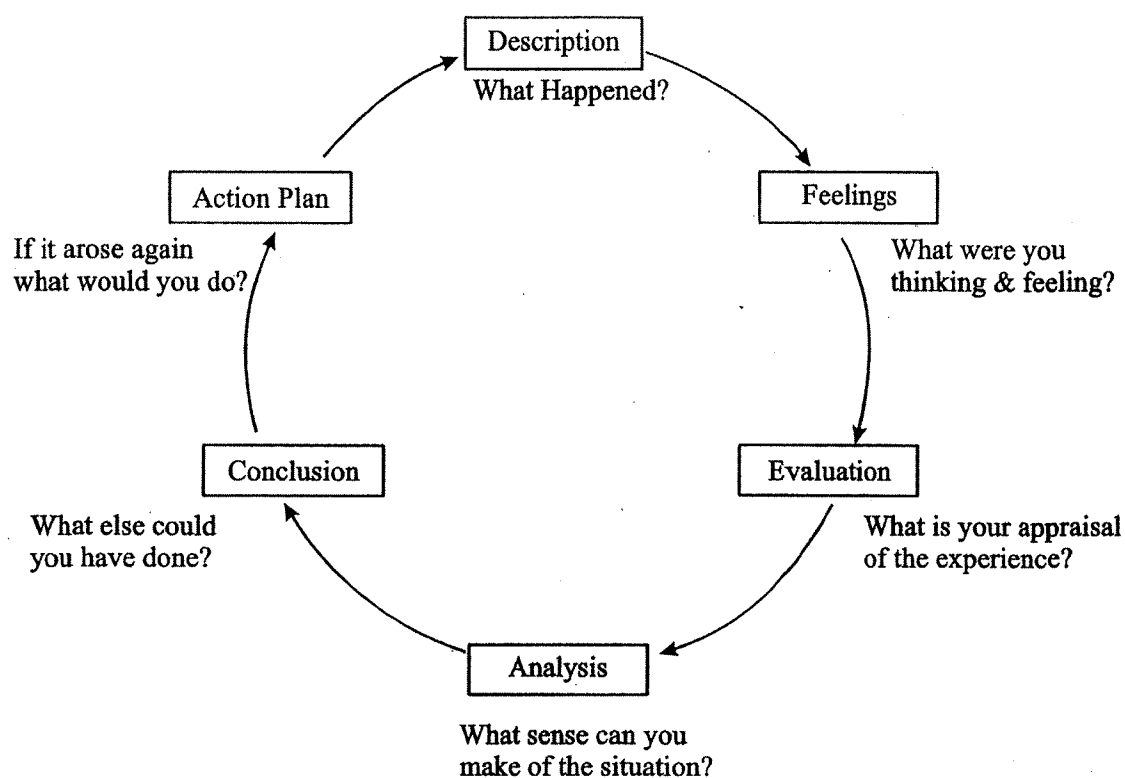 Description
What Happened?
Feelings
What were you
thinking & feeling?
Evaluation
What is your appraisal
of the experience?
Analysis
What sense can you
make of the situation?
Conclusion
What else could
you have done?
Action Plan
If it arose again
what would you do?